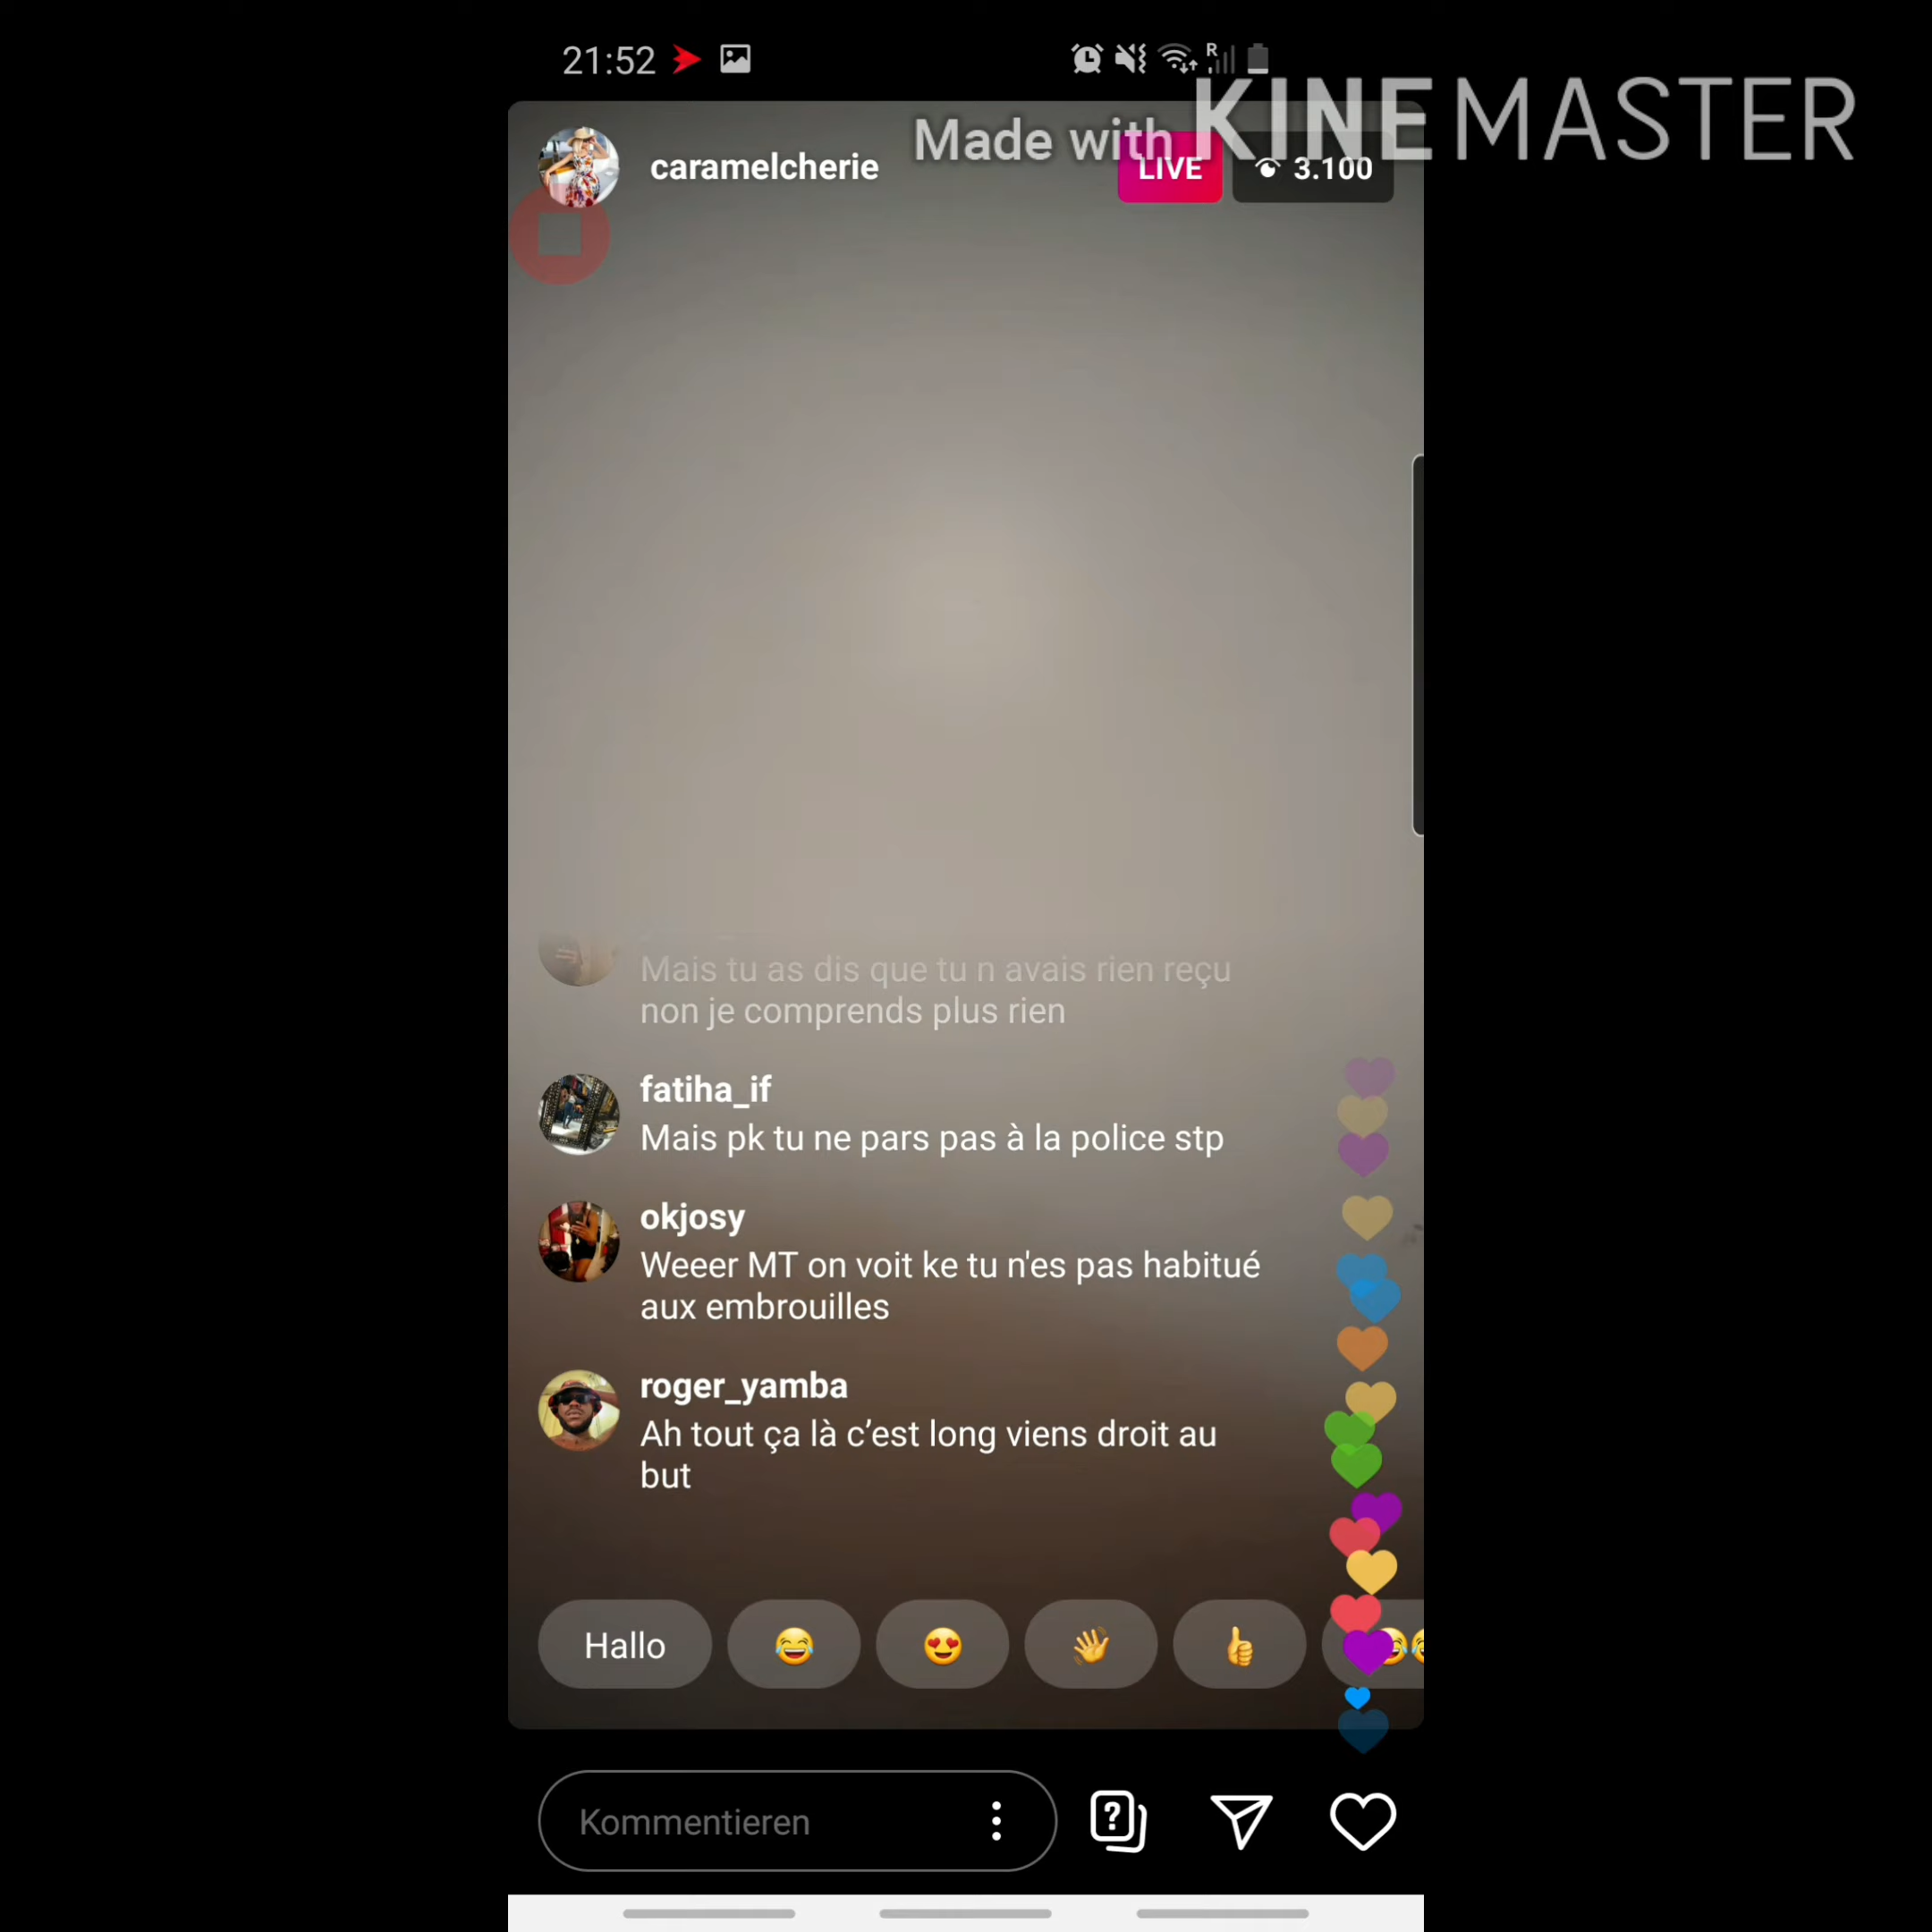 21:52
R
Made with KINEMASTER
caramelcherie
LIVE
3.100
Mais tu as dis que tu n avais rien reçu
non je comprends plus rien
fatiha_if
Mais pk tu ne pars pas à la police stp
okjosy
Weeer MT on voit ke tu n'es pas habitué
aux embrouilles
roger_yamba
Ah tout ça là c’est long viens droit au
but
Hallo
Kommentieren